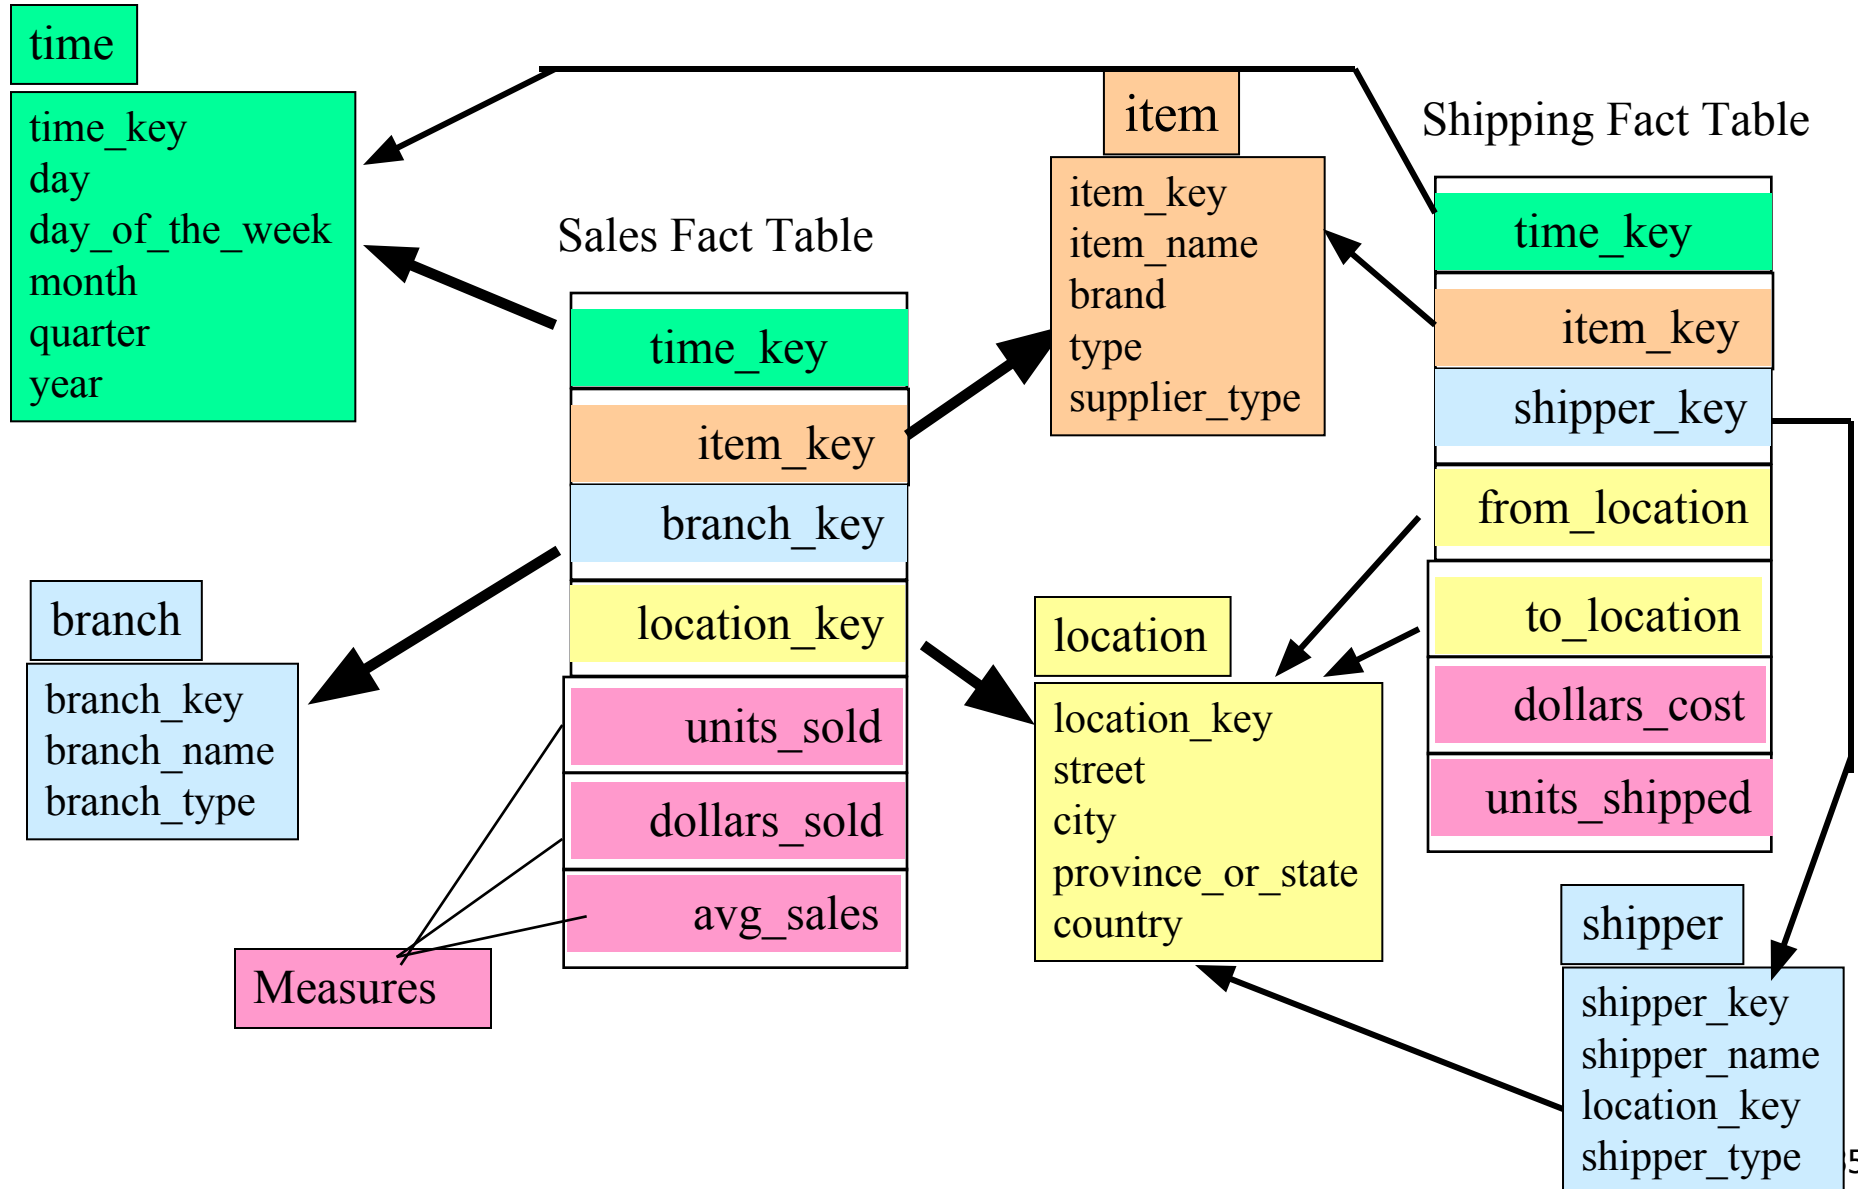 time
time_key
day
day_of_the_week
month
quarter
year
Sales Fact Table
time_key
item_key
branch_key
location_key
units_sold
dollars_sold
avg_sales
Measures
branch
branch_key
branch_name
branch_type
item
item_key
item_name
brand
type
supplier_type
location
location_key
street
city
province_or_state
country
Shipping Fact Table
time_key
item_key
shipper_key
from_location
to_location
dollars_cost
units_shipped
shipper
shipper_key
shipper_name
location_key
shipper_type